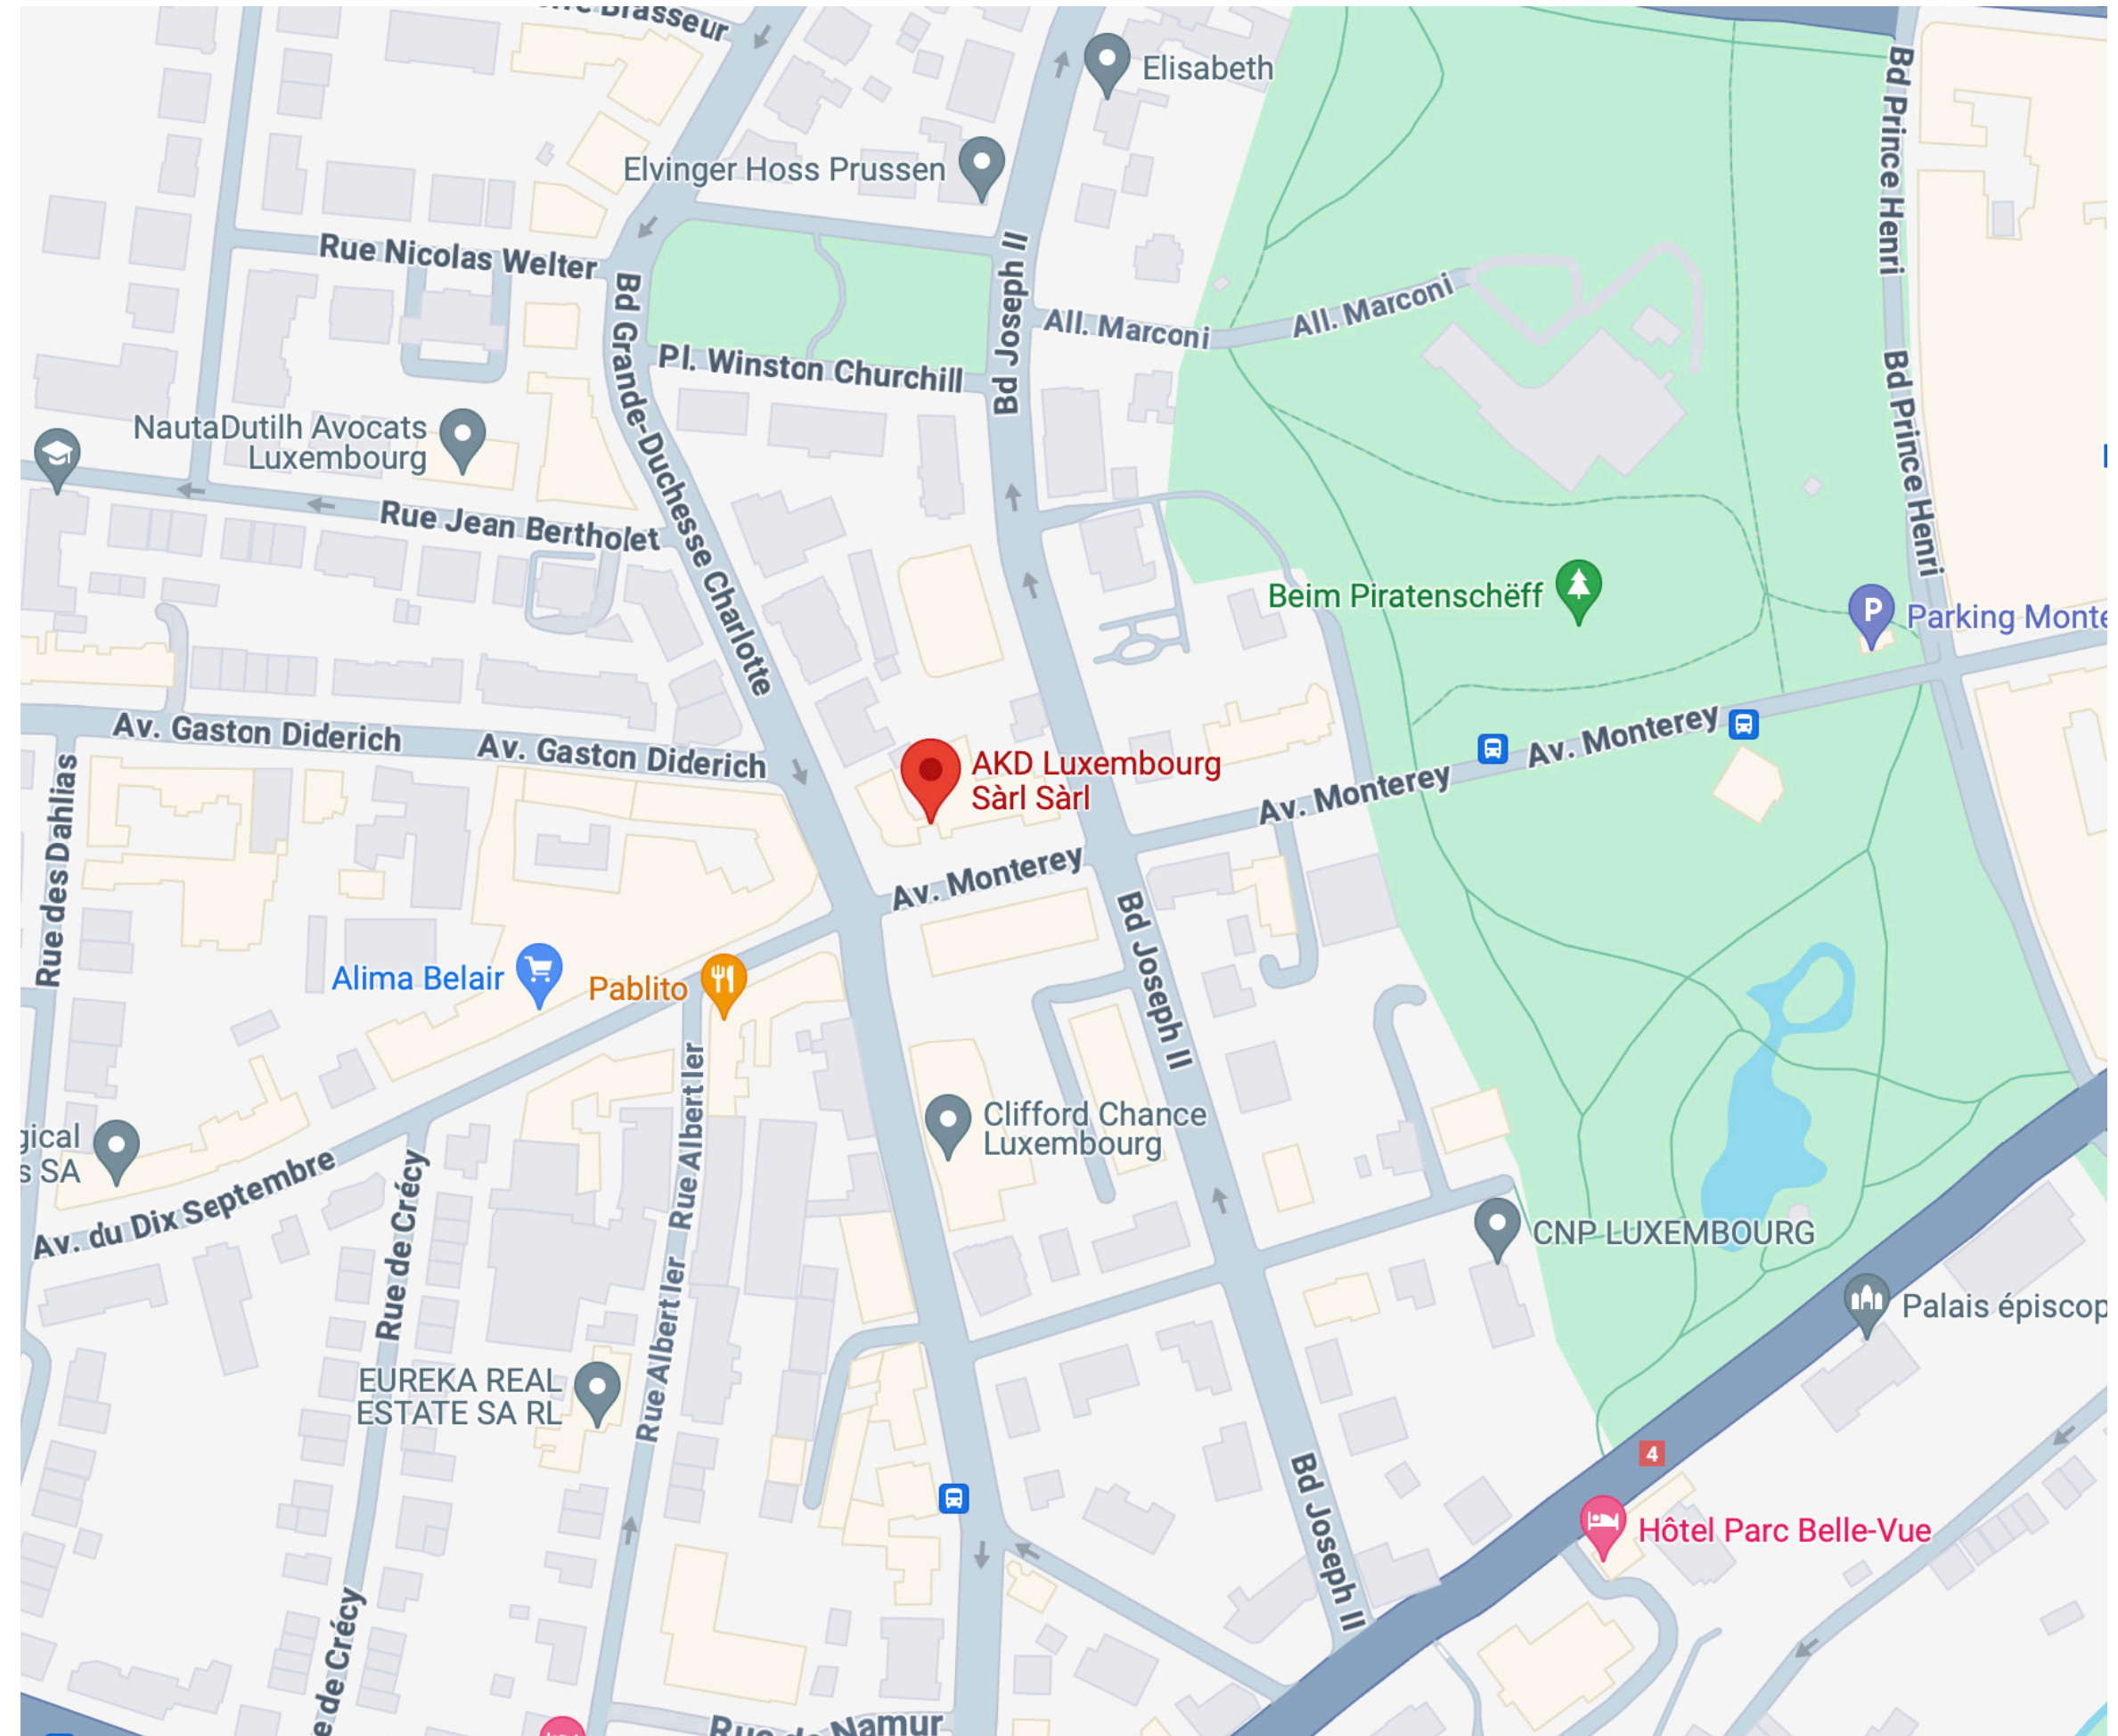 Brasseur
Elisabeth
Bd Prince Henri
Elvinger Hoss Prussen
Rue Nicolas Welter
Bd Joseph II
All. Marconi
All. Marconi
Bd Grande-Duchesse Charlotte
Pl. Winston Churchill
Bd Prince Henri
NautaDutilh Avocats
Luxembourg
Rue Jean Bertholet
Beim Piratenschëff
P
Parking Monte
Av. Gaston Diderich
Av. Gaston Diderich
AKD Luxembourg
Sàrl Sàrl
Av. Monterey
Av. Monterey
Rue des Dahlias
Av. Monterey
Bd Joseph II
Alima Belair
Pablito
Clifford Chance
Luxembourg
gical
s SA
Av. du Dix Septembre
Rue de Crécy
Rue Albert Ier
Rue Albert Ier
CNP LUXEMBOURG
Palais épiscop
EUREKA REAL
ESTATE SA RL
4
Bd Joseph II
Hôtel Parc Belle-Vue
e de Crécy
Rue de Namur